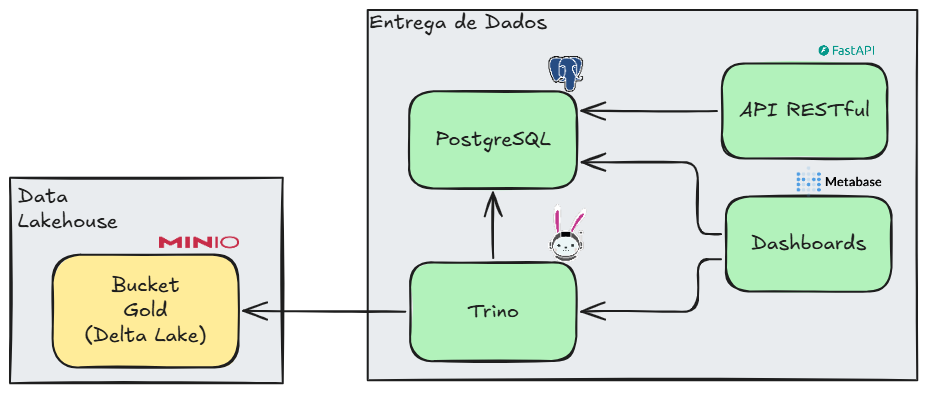 Entrega de Dados
FastAPI
API RESTful
PostgreSQL
Metabase
Dashboards
Data
Lakehouse
MINIO
Bucket
Gold
(Delta Lake)
Trino